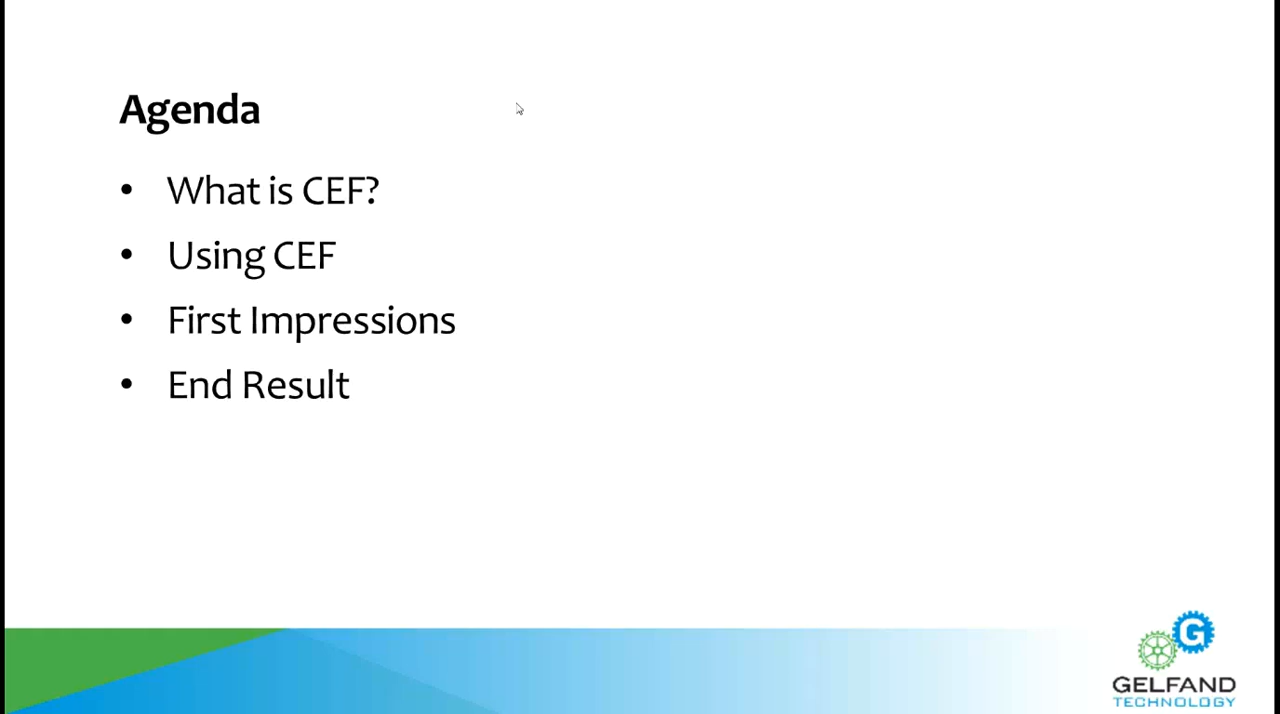 Agenda
• What is CEF?
• Using CEF
• First Impressions
• End Result
G
GELFAND
TECHNOLOGY